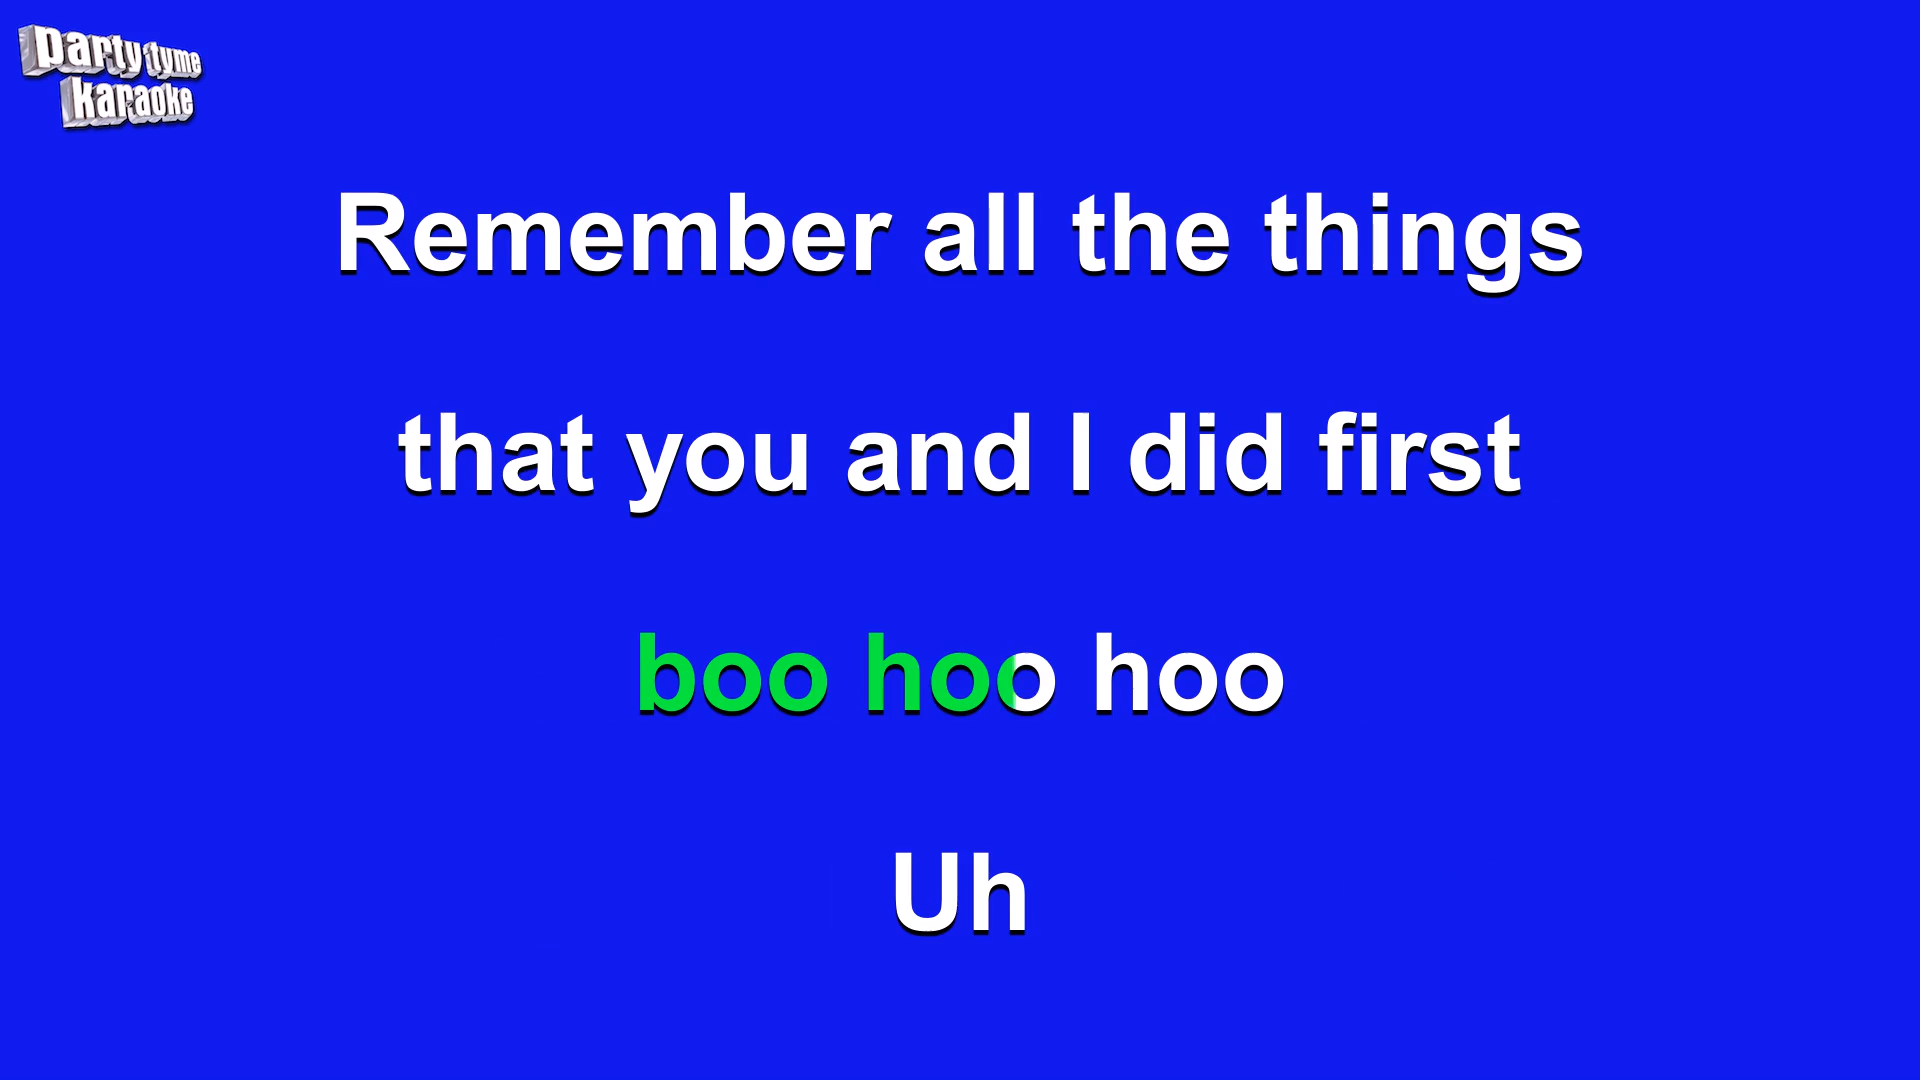 party tyme
karaoke
Remember all the things
that you and I did first
boo hoo hoo
Uh